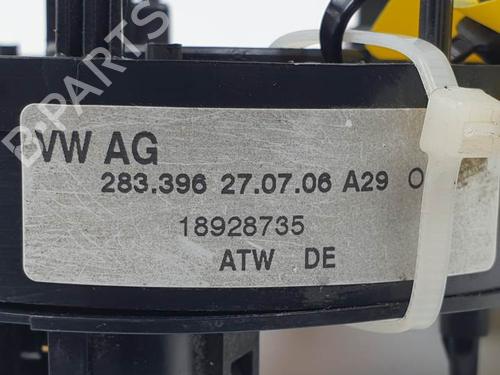 B-PARTS
VW AG
283.396 27.07.06 A29 O
18928735
ATW DE